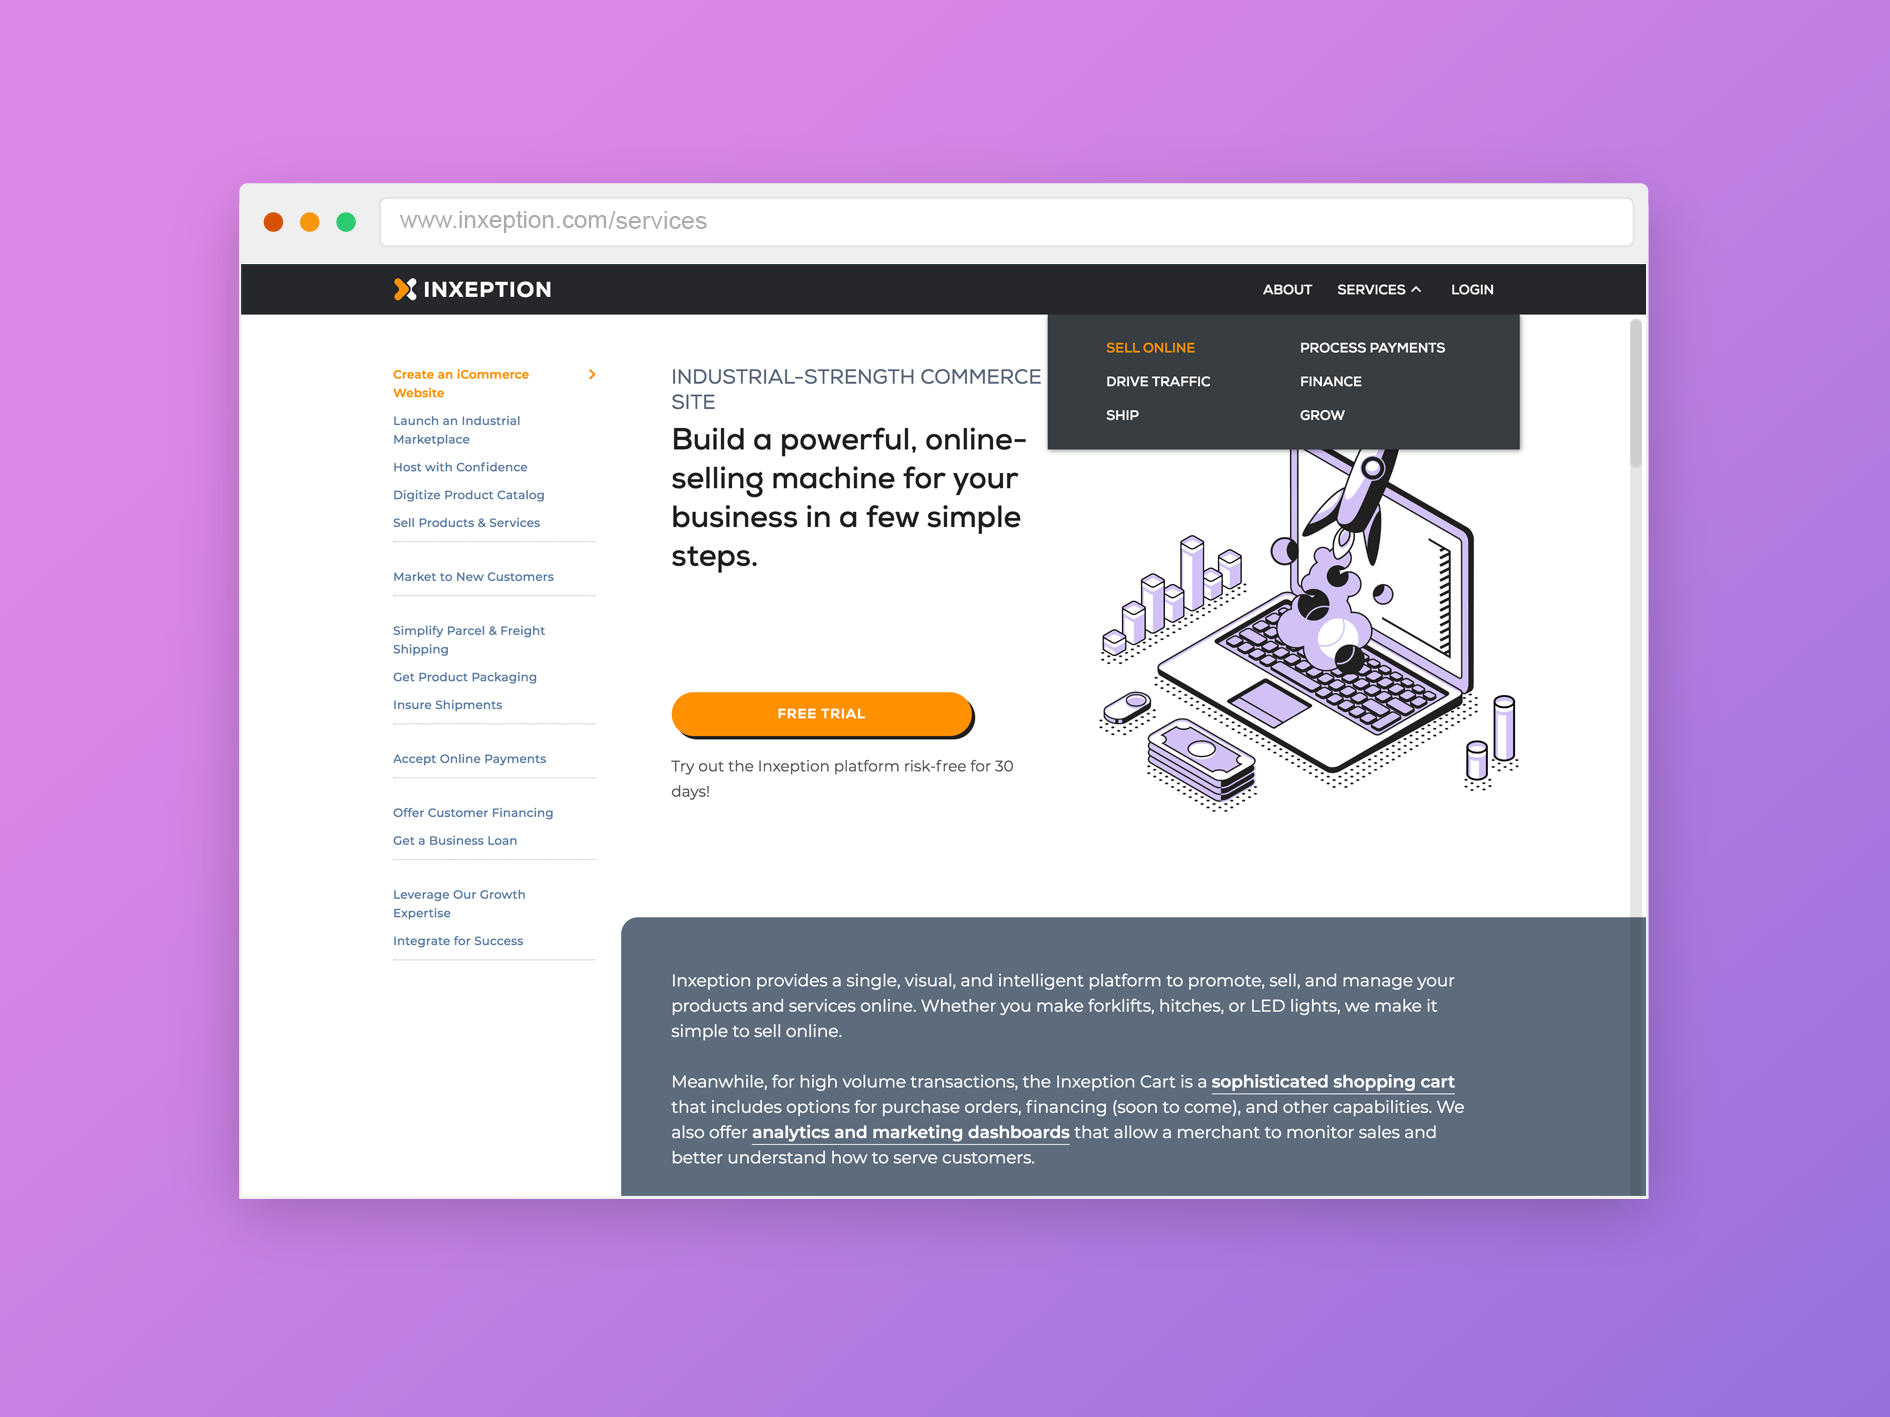 www.inxeption.com/services
INXEPTION
ABOUT
SERVICES
LOGIN
SELL ONLINE
PROCESS PAYMENTS
DRIVE TRAFFIC
FINANCE
SHIP
GROW
Create an iCommerce
Website
Launch an Industrial
Marketplace
Host with Confidence
Digitize Product Catalog
Sell Products & Services
Market to New Customers
Simplify Parcel & Freight
Shipping
Get Product Packaging
Insure Shipments
Accept Online Payments
Offer Customer Financing
Get a Business Loan
Leverage Our Growth
Expertise
Integrate for Success
INDUSTRIAL-STRENGTH COMMERCE
SITE
Build a powerful, online-
selling machine for your
business in a few simple
steps.
FREE TRIAL
Try out the Inxeption platform risk-free for 30
days!
Inxeption provides a single, visual, and intelligent platform to promote, sell, and manage your
products and services online. Whether you make forklifts, hitches, or LED lights, we make it
simple to sell online.
Meanwhile, for high volume transactions, the Inxeption Cart is a sophisticated shopping cart
that includes options for purchase orders, financing (soon to come), and other capabilities. We
also offer analytics and marketing dashboards that allow a merchant to monitor sales and
better understand how to serve customers.